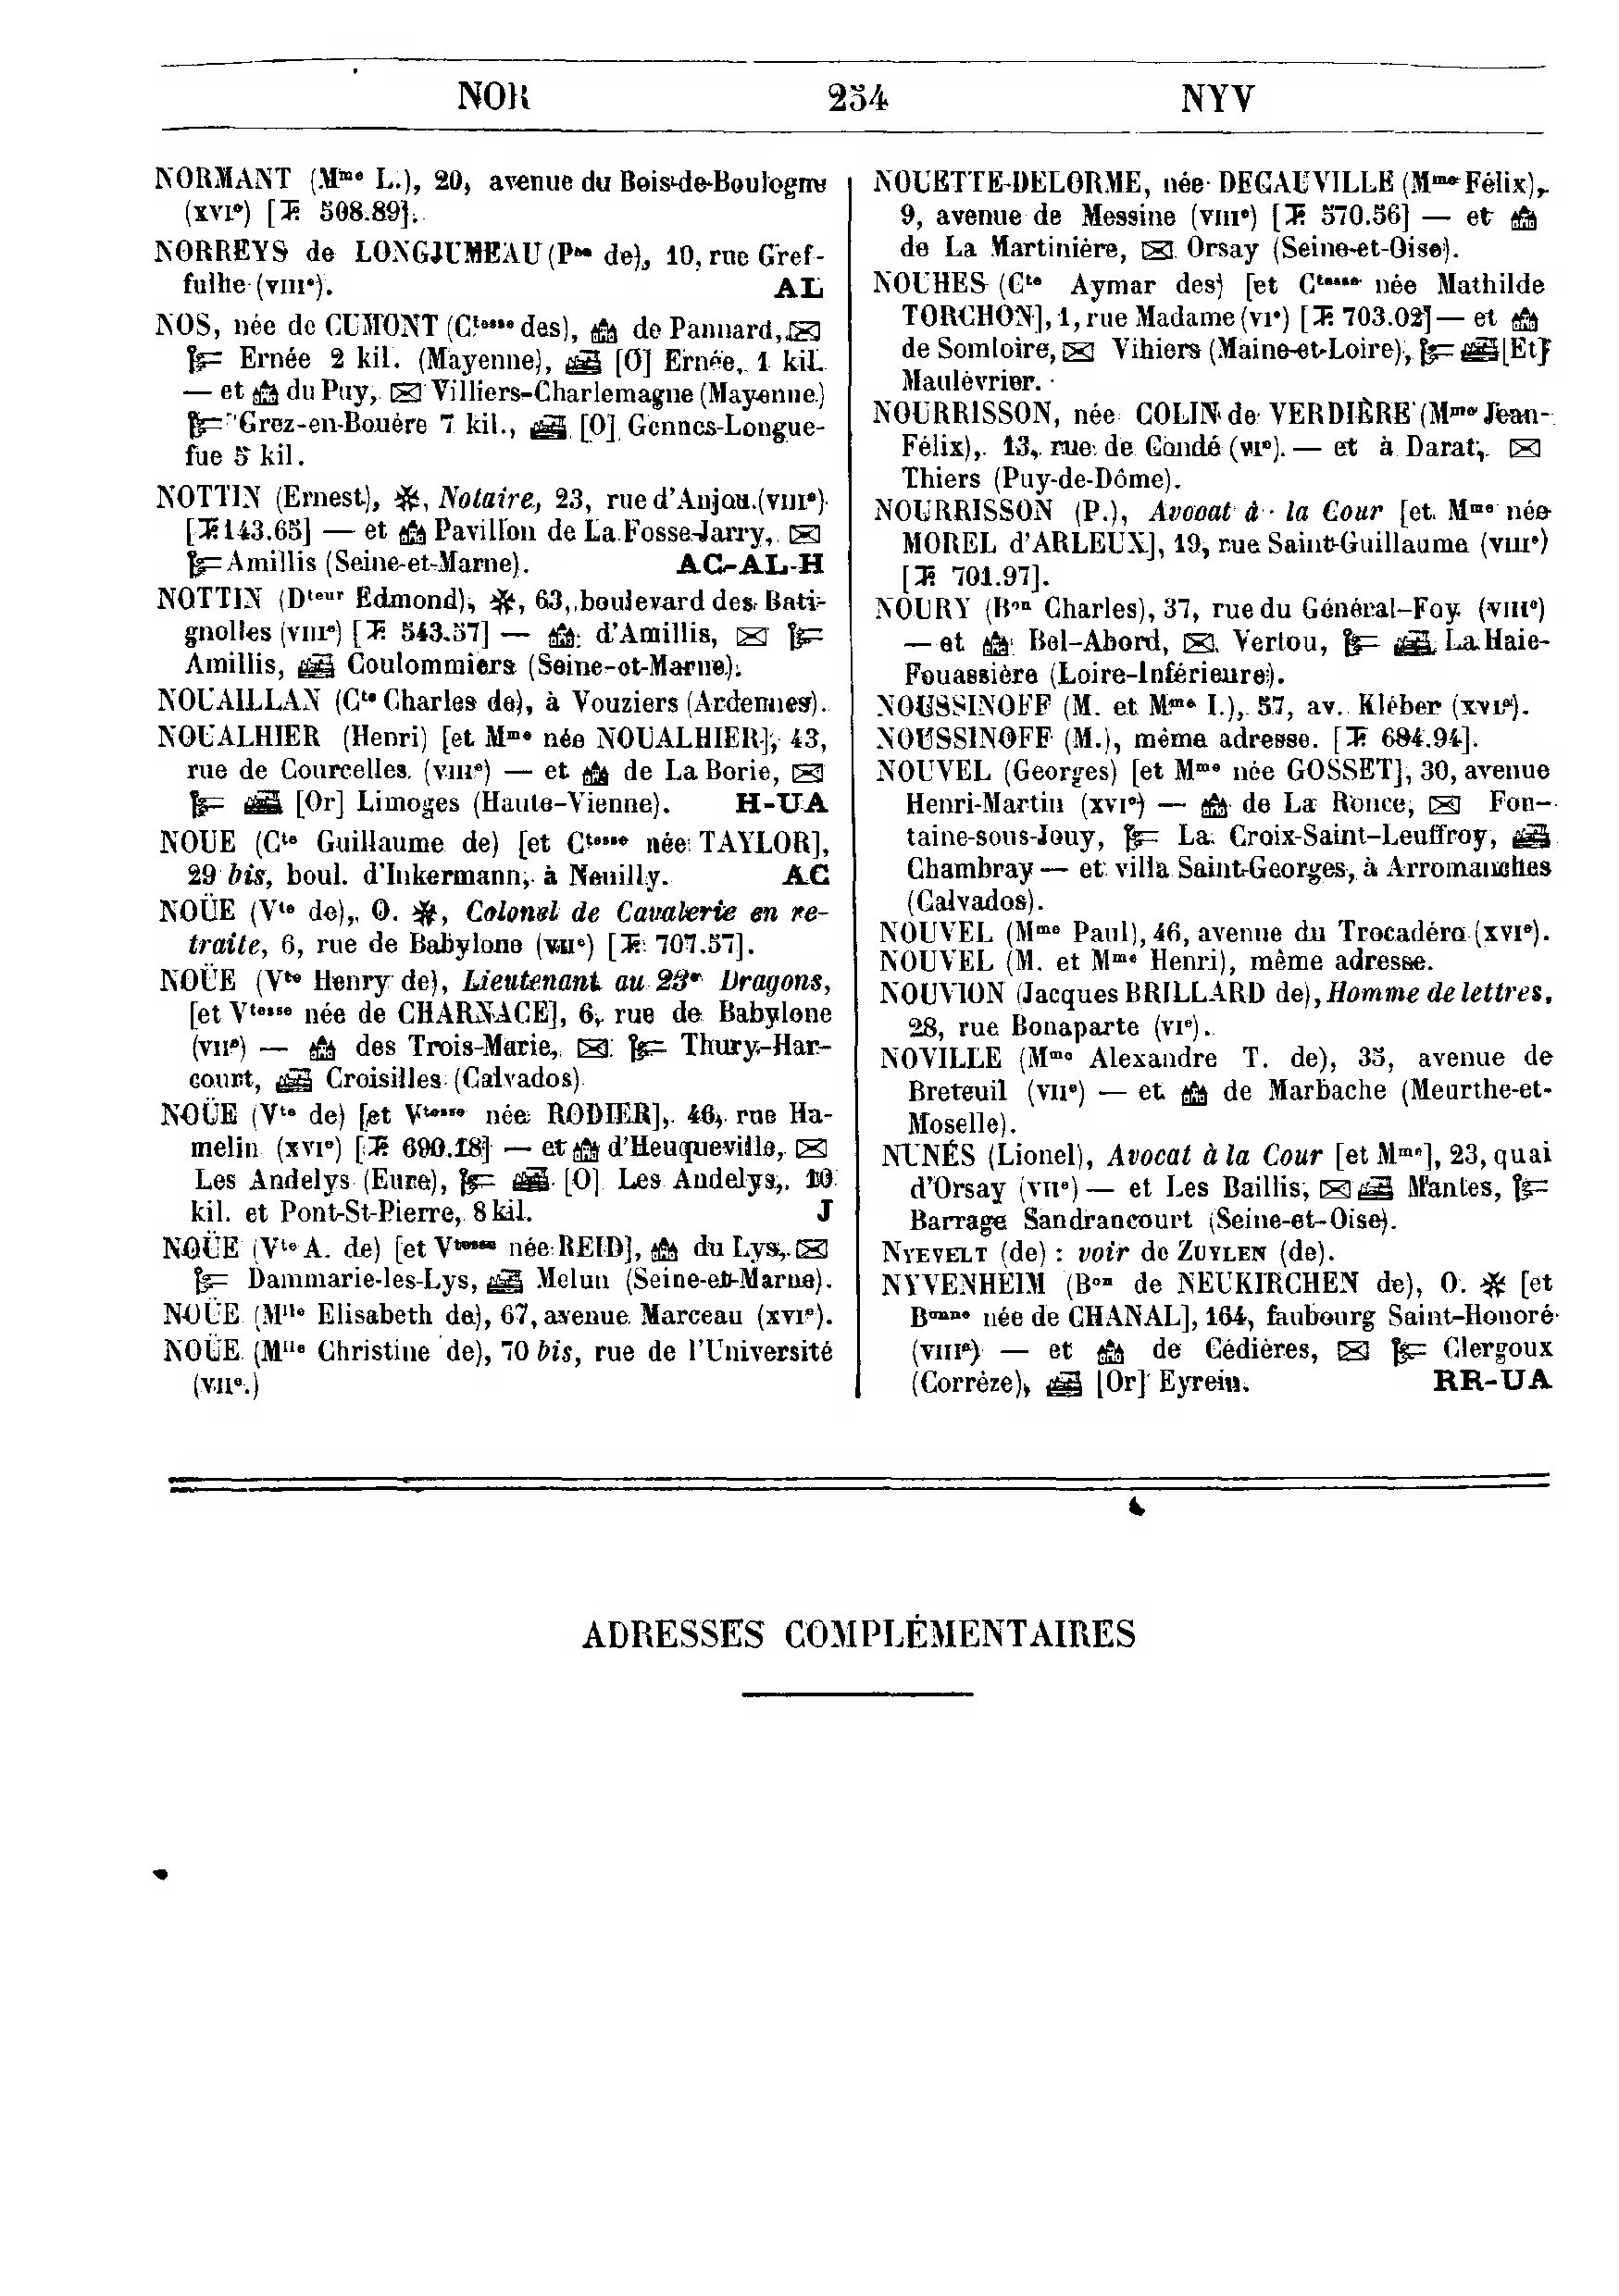 NOR 254 NYV
NORMANT (Mme L.), 20, avenue du Bois-de-Boulogne
(XVIe) [T. 508.89].
NORREYS de LONGJUMEAU (Pce de), 10, rue Gref-
fulhe (VIIIe). AL
NOS, née de CUMONT (Ctesse des), de Pannard,
Ernée 2 kil. (Mayenne), [O] Ernée, 1 kil.
— et du Puy, Villiers-Charlemagne (Mayenne)
Grez-en-Bouère 7 kil., [O] Gennes-Longue-
fue 5 kil.
NOTTIN (Ernest), ✻, Notaire, 23, rue d'Anjou (VIIIe)
[T. 143.65] — et Pavillon de La Fosse-Jarry,
Amillis (Seine-et-Marne). AC-AL-H
NOTTIN (Dteur Edmond), ✻, 63, boulevard des Bati-
gnolles (VIIIe) [T. 543.57] — d'Amillis,
Amillis, Coulommiers (Seine-et-Marne).
NOUAILLAN (Cte Charles de), à Vouziers (Ardennes).
NOUALHIER (Henri) [et Mme née NOUALHIER], 43,
rue de Courcelles (VIIIe) — et de La Borie,
[Or] Limoges (Haute-Vienne). H-UA
NOUE (Cte Guillaume de) [et Ctesse née TAYLOR],
29 bis, boul. d'Inkermann, à Neuilly. AC
NOÜE (Vte de), O. ✻, Colonel de Cavalerie en re-
traite, 6, rue de Babylone (VIIe) [T. 707.57].
NOÜE (Vte Henry de), Lieutenant au 23e Dragons,
[et Vtesse née de CHARNACE], 6, rue de Babylone
(VIIe) — des Trois-Marie, Thury-Har-
court, Croisilles (Calvados)
NOÜE (Vte de) [et Vtesse née RODIER], 46, rue Ha-
melin (XVIe) [T. 690.18] — et d'Heuqueville,
Les Andelys (Eure), [O] Les Andelys, 10
kil. et Pont-St-Pierre, 8 kil. J
NOÜE (Vte A. de) [et Vtesse née REID], du Lys,
Dammarie-les-Lys, Melun (Seine-et-Marne).
NOÜE (Mlle Elisabeth de), 67, avenue Marceau (XVIe).
NOÜE (Mlle Christine de), 70 bis, rue de l'Université
(VIIe.)
NOUETTE-DELORME, née DECAUVILLE (Mme Félix),
9, avenue de Messine (VIIIe) [T. 570.56] — et
de La Martinière, Orsay (Seine-et-Oise).
NOUHES (Cte Aymar des) [et Ctesse née Mathilde
TORCHON], 1, rue Madame (VIe) [T. 703.02] — et
de Somloire, Vihiers (Maine-et-Loire), [Et]
Maulévrier.
NOURRISSON, née COLIN de VERDIÈRE (Mme Jean-
Félix), 13, rue de Condé (VIe). — et à Darat,
Thiers (Puy-de-Dôme).
NOURRISSON (P.), Avocat à la Cour [et Mme née
MOREL d'ARLEUX], 19, rue Saint-Guillaume (VIIIe)
[T. 701.97].
NOURY (Bon Charles), 37, rue du Général-Foy (VIIIe)
— et Bel-Abord, Vertou, La Haie-
Fouassière (Loire-Inférieure).
NOUSSINOFF (M. et Mme I.), 57, av. Kléber (XVIe).
NOUSSINOFF (M.), même adresse. [T. 684.94].
NOUVEL (Georges) [et Mme née GOSSET], 30, avenue
Henri-Martin (XVIe) — de La Ronce, Fon-
taine-sous-Jouy, La Croix-Saint-Leuffroy,
Chambray — et villa Saint-Georges, à Arromanches
(Calvados).
NOUVEL (Mme Paul), 46, avenue du Trocadéro (XVIe).
NOUVEL (M. et Mme Henri), même adresse.
NOUVION (Jacques BRILLARD de), Homme de lettres,
28, rue Bonaparte (VIe).
NOVILLE (Mme Alexandre T. de), 35, avenue de
Breteuil (VIIe) — et de Marbache (Meurthe-et-
Moselle).
NUNÉS (Lionel), Avocat à la Cour [et Mme], 23, quai
d'Orsay (VIIe) — et Les Baillis, Mantes,
Barrage Sandrancourt (Seine-et-Oise).
NYEVELT (de) : voir de ZUYLEN (de).
NYVENHEIM (Bon de NEUKIRCHEN de), O. ✻ [et
Bonne née de CHANAL], 164, faubourg Saint-Honoré
(VIIIe) — et de Cédières, Clergoux
(Corrèze), [Or] Eyrein. RR-UA
ADRESSES COMPLÉMENTAIRES